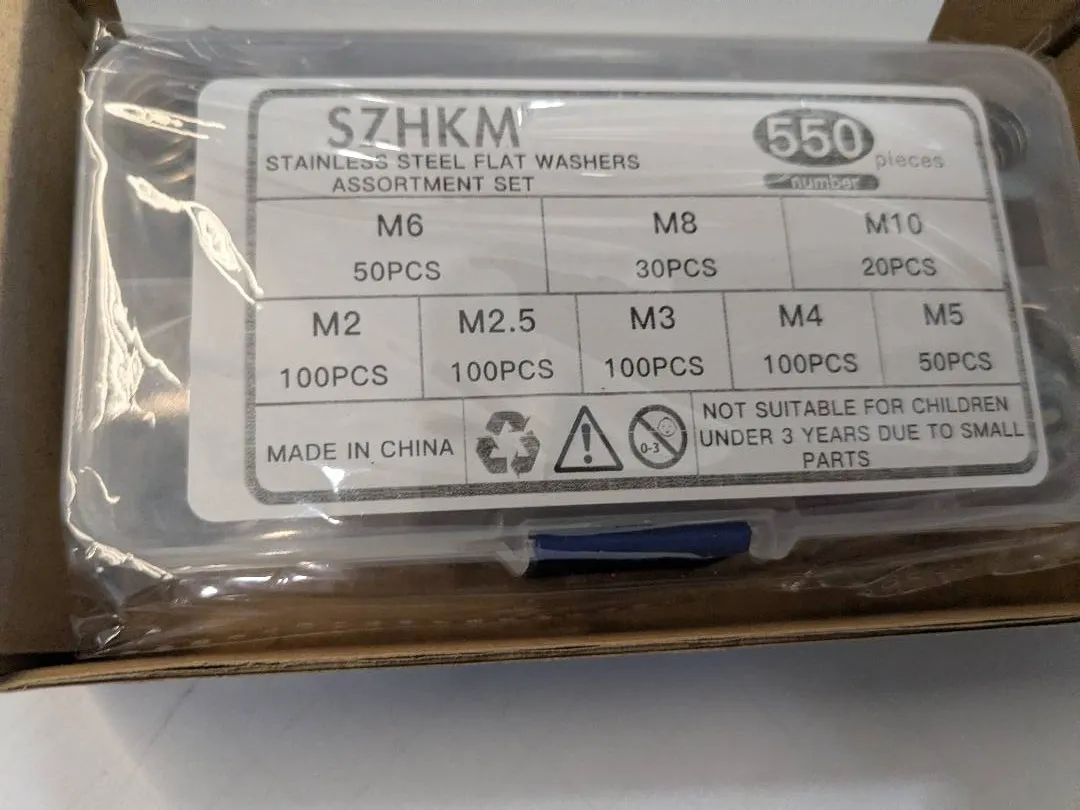 SZHKM
STAINLESS STEEL FLAT WASHERS
ASSORTMENT SET
550 pieces
number
M6 M8 M10
50PCS 30PCS 20PCS
M2 M2.5 M3 M4 M5
100PCS 100PCS 100PCS 100PCS 50PCS
MADE IN CHINA
0-3
NOT SUITABLE FOR CHILDREN
UNDER 3 YEARS DUE TO SMALL
PARTS